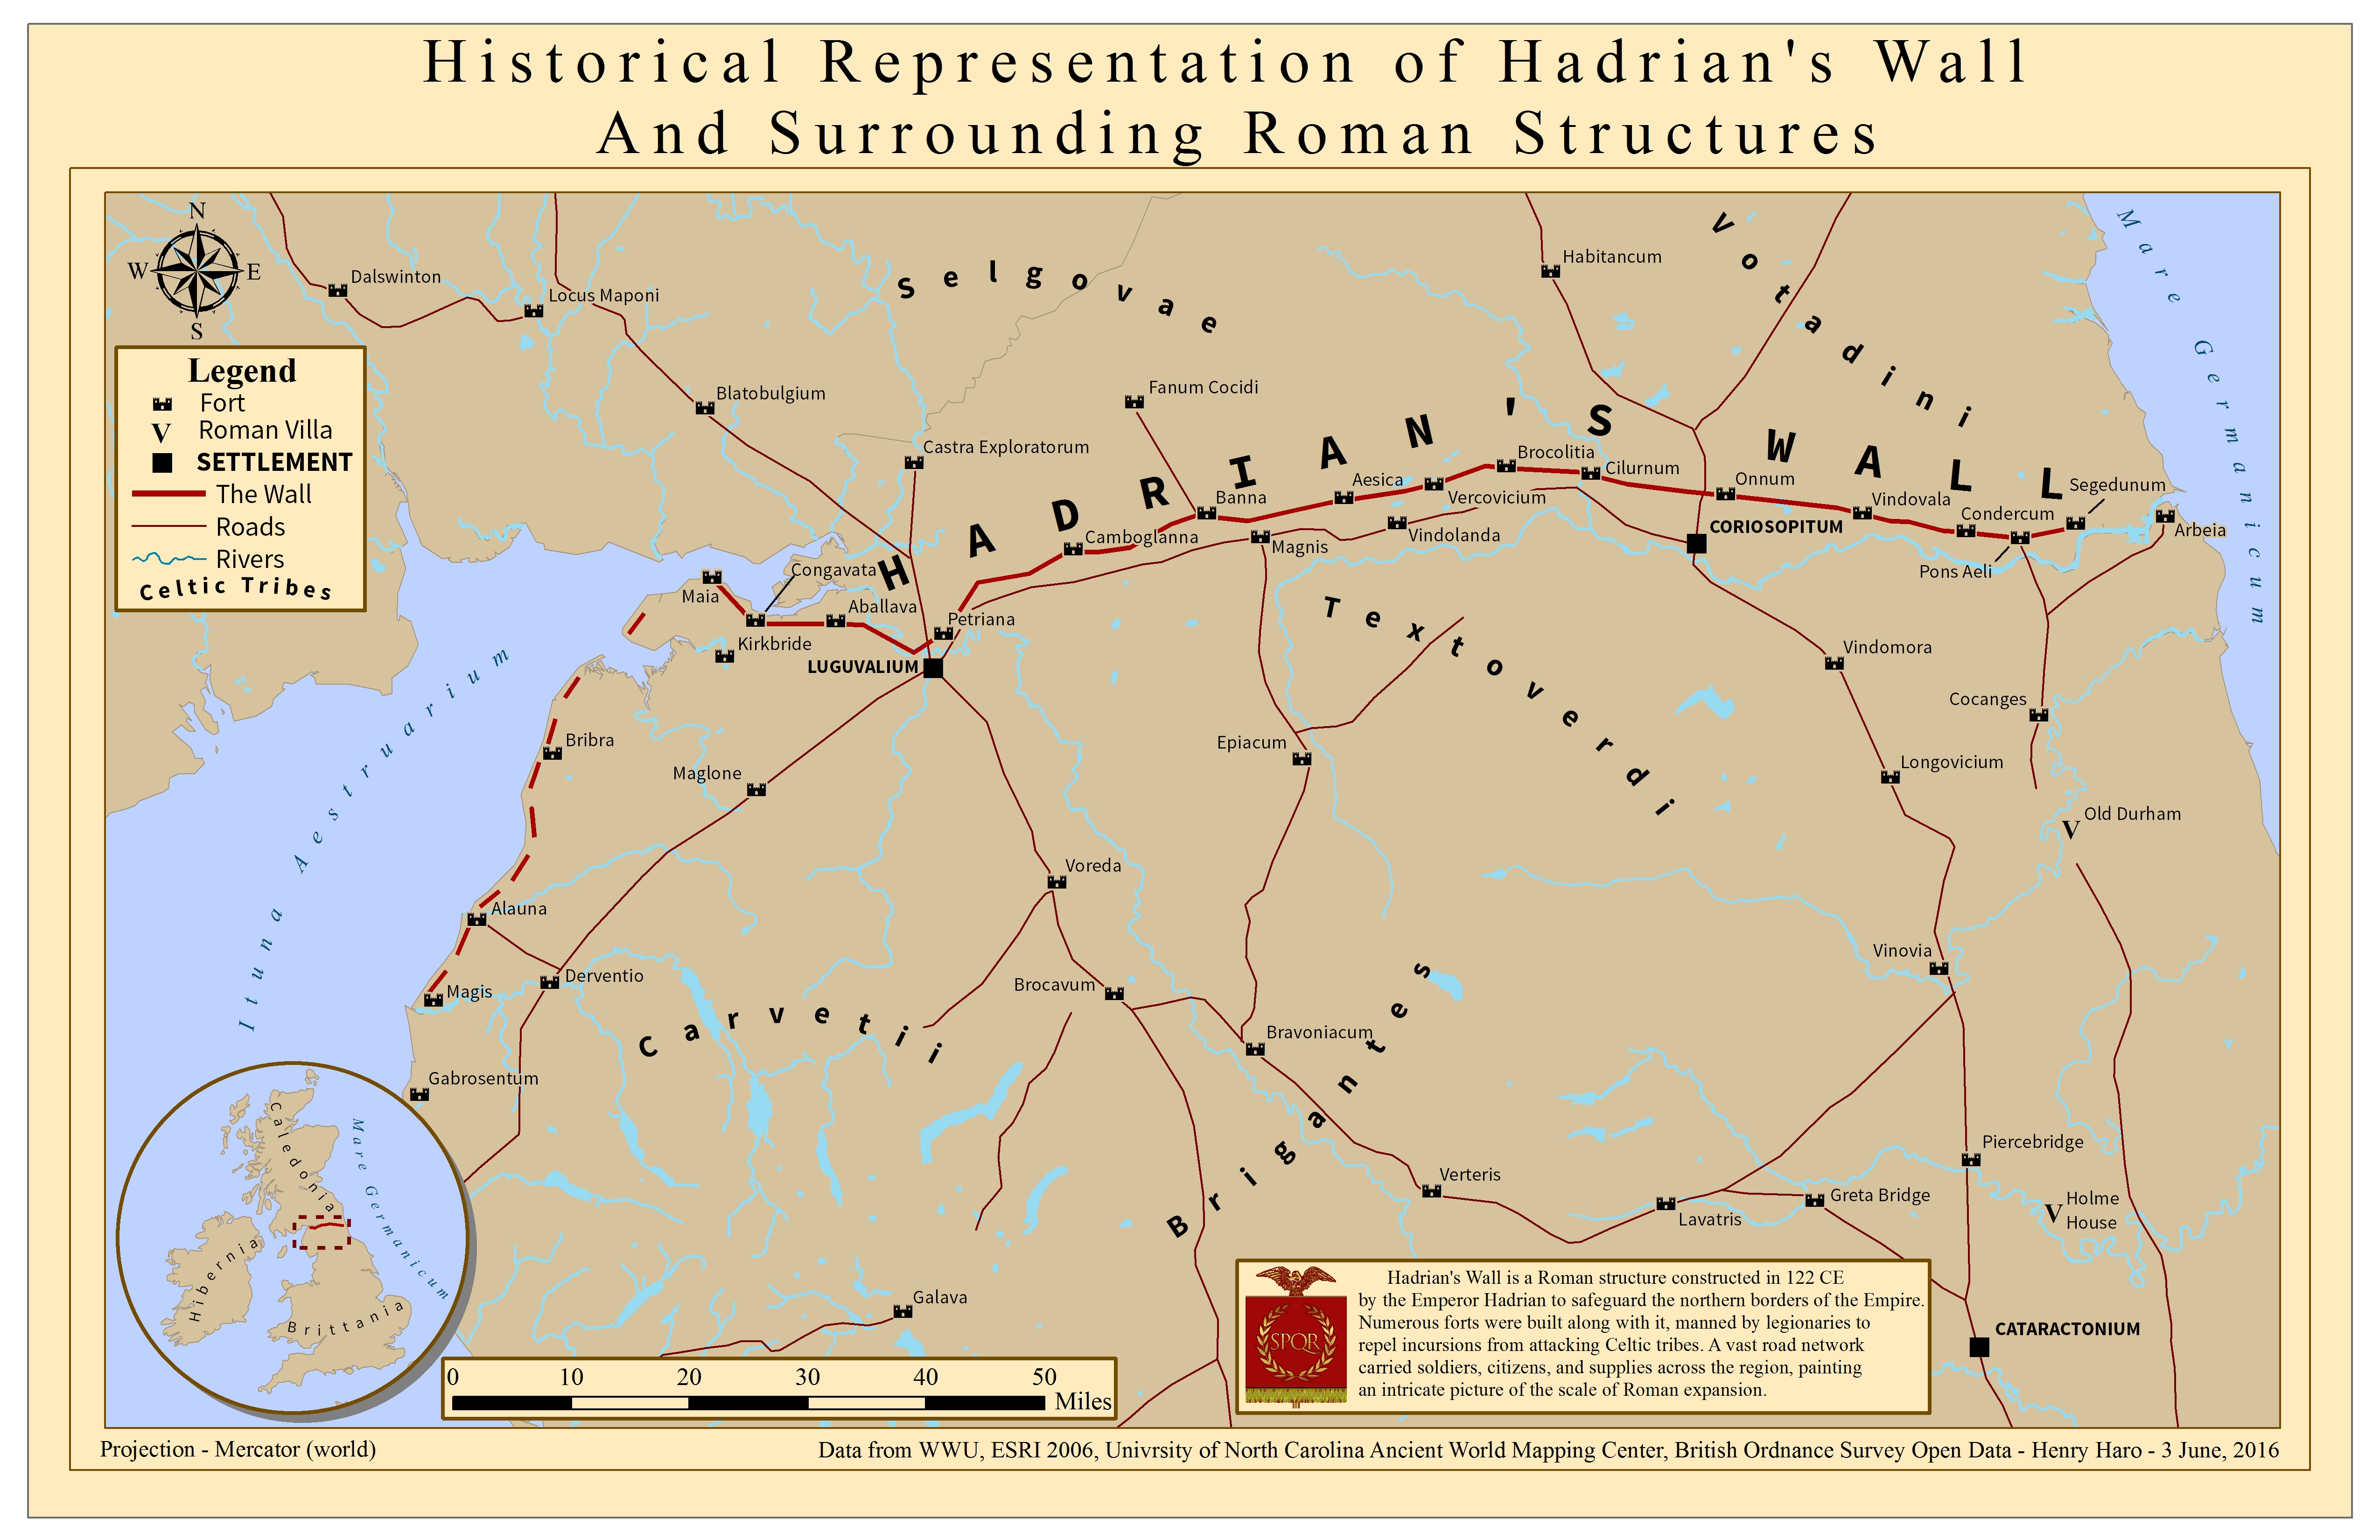 Historical Representation of Hadrian's Wall
And Surrounding Roman Structures
N
W
E
S
Legend
Fort
V Roman Villa
SETTLEMENT
The Wall
Roads
Rivers
Celtic Tribes
Dalswinton
Locus Maponi
Blatobulgium
Castra Exploratorum
Selgovae
Fanum Cocidi
Habitancum
Votadini
Mare Germanicum
HADRIAN'S WALL
Maia
Congavata
Kirkbride
Aballava
Petriana
LUGUVALIUM
Camboglanna
Banna
Magnis
Aesica
Vercovicium
Vindolanda
Brocolitia
Cilurnum
Onnum
CORIOSOPITUM
Vindovala
Condercum
Pons Aeli
Segedunum
Arbeia
Textoverdi
Vindomora
Cocanges
Longovicium
V Old Durham
Epiacum
Ituna Aestruarium
Bribra
Maglone
Voreda
Alauna
Derventio
Magis
Brocavum
Vinovia
Carvetii
Bravoniacum
Brigantes
Gabrosentum
Verteris
Lavatris
Greta Bridge
Piercebridge
V Holme
House
Galava
CATARACTONIUM
Caledonia
Mare Germanicum
Hibernia
Brittania
0 10 20 30 40 50
Miles
SPQR
Hadrian's Wall is a Roman structure constructed in 122 CE
by the Emperor Hadrian to safeguard the northern borders of the Empire.
Numerous forts were built along with it, manned by legionaries to
repel incursions from attacking Celtic tribes. A vast road network
carried soldiers, citizens, and supplies across the region, painting
an intricate picture of the scale of Roman expansion.
Projection - Mercator (world)
Data from WWU, ESRI 2006, Univrsity of North Carolina Ancient World Mapping Center, British Ordnance Survey Open Data - Henry Haro - 3 June, 2016